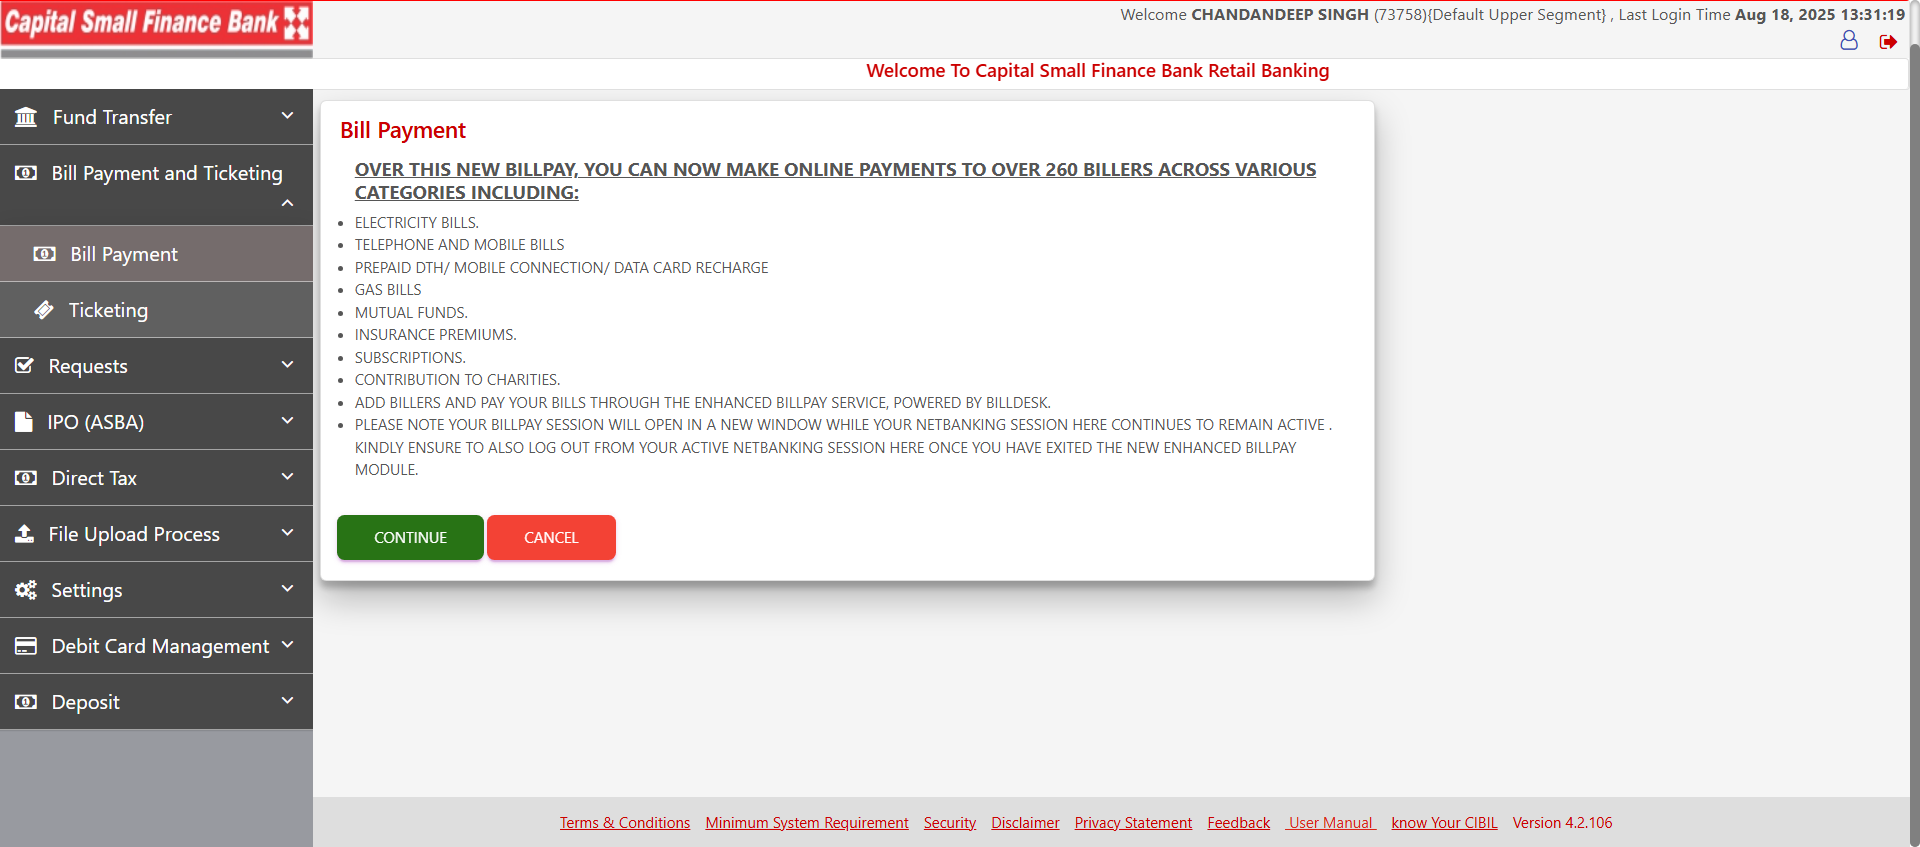 Capital Small Finance Bank
Welcome CHANDANDEEP SINGH (73758){Default Upper Segment} , Last Login Time Aug 18, 2025 13:31:19
Welcome To Capital Small Finance Bank Retail Banking
Fund Transfer
Bill Payment and Ticketing
Bill Payment
Ticketing
Requests
IPO (ASBA)
Direct Tax
File Upload Process
Settings
Debit Card Management
Deposit
Bill Payment
OVER THIS NEW BILLPAY, YOU CAN NOW MAKE ONLINE PAYMENTS TO OVER 260 BILLERS ACROSS VARIOUS
CATEGORIES INCLUDING:
• ELECTRICITY BILLS.
• TELEPHONE AND MOBILE BILLS
• PREPAID DTH/ MOBILE CONNECTION/ DATA CARD RECHARGE
• GAS BILLS
• MUTUAL FUNDS.
• INSURANCE PREMIUMS.
• SUBSCRIPTIONS.
• CONTRIBUTION TO CHARITIES.
• ADD BILLERS AND PAY YOUR BILLS THROUGH THE ENHANCED BILLPAY SERVICE, POWERED BY BILLDESK.
• PLEASE NOTE YOUR BILLPAY SESSION WILL OPEN IN A NEW WINDOW WHILE YOUR NETBANKING SESSION HERE CONTINUES TO REMAIN ACTIVE .
KINDLY ENSURE TO ALSO LOG OUT FROM YOUR ACTIVE NETBANKING SESSION HERE ONCE YOU HAVE EXITED THE NEW ENHANCED BILLPAY
MODULE.
CONTINUE CANCEL
Terms & Conditions Minimum System Requirement Security Disclaimer Privacy Statement Feedback User Manual know Your CIBIL Version 4.2.106